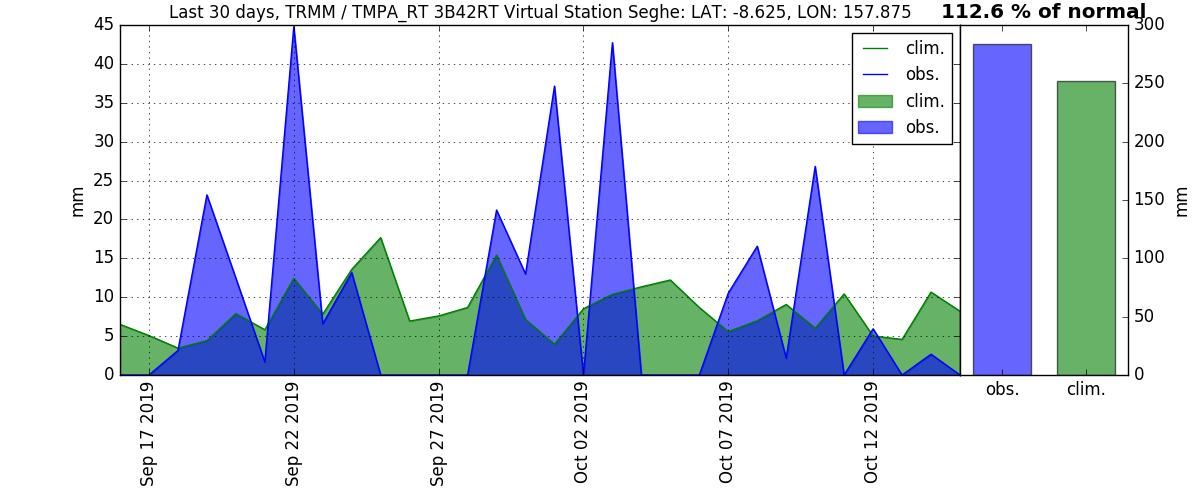 Last 30 days, TRMM / TMPA_RT 3B42RT Virtual Station Seghe: LAT: -8.625, LON: 157.875
112.6 % of normal
45
40
35
30
25
20
15
10
5
0
mm
clim.
obs.
clim.
obs.
Sep 17 2019
Sep 22 2019
Sep 27 2019
Oct 02 2019
Oct 07 2019
Oct 12 2019
300
250
200
150
100
50
0
mm
obs.
clim.